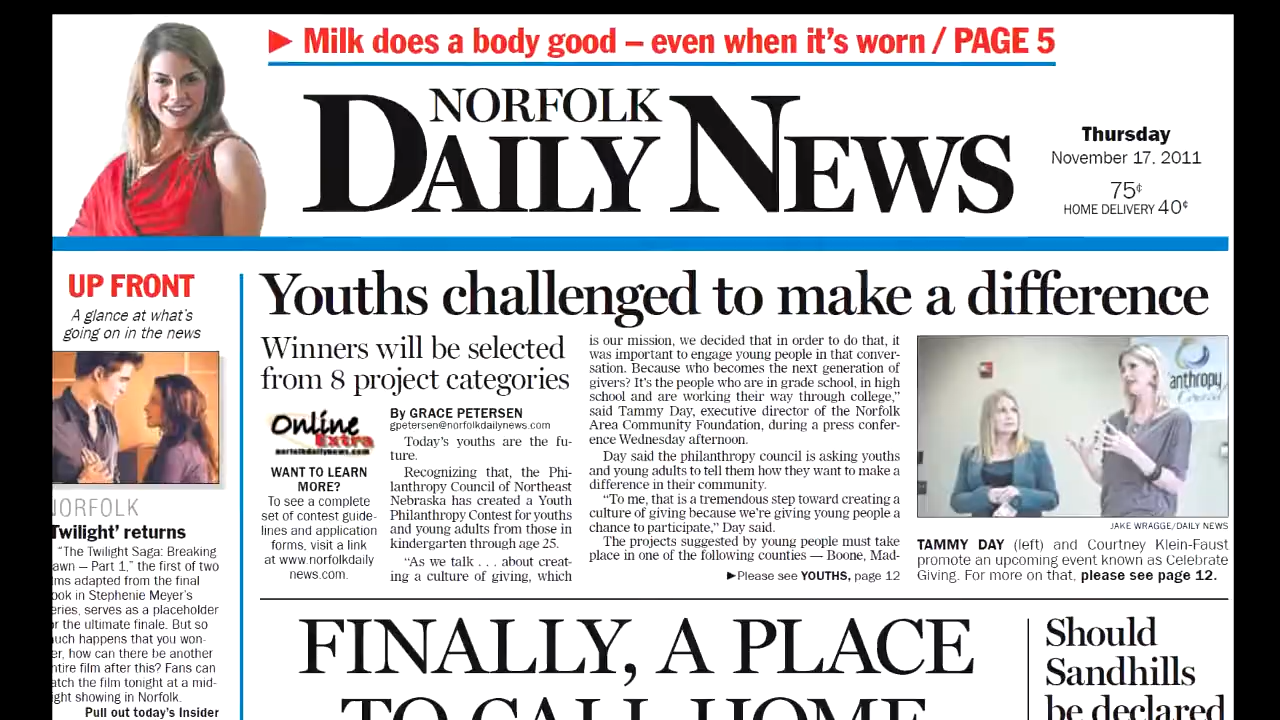 ▶ Milk does a body good – even when it's worn / PAGE 5
NORFOLK
DAILY NEWS
Thursday
November 17, 2011
75¢
HOME DELIVERY 40¢
UP FRONT
A glance at what's
going on in the news
NORFOLK
Twilight' returns
"The Twilight Saga: Breaking
awn — Part 1," the first of two
lms adapted from the final
ook in Stephenie Meyer's
eries, serves as a placeholder
or the ultimate finale. But so
uch happens that you won-
er, how can there be another
ntire film after this? Fans can
atch the film tonight at a mid-
ight showing in Norfolk.
Pull out today's Insider
Youths challenged to make a difference
Winners will be selected
from 8 project categories
Online
Extra
norfolkdailynews.com
WANT TO LEARN
MORE?
To see a complete
set of contest guide-
lines and application
forms, visit a link
at www.norfolkdaily
news.com.
By GRACE PETERSEN
gpetersen@norfolkdailynews.com
Today's youths are the fu-
ture.
Recognizing that, the Phi-
lanthropy Council of Northeast
Nebraska has created a Youth
Philanthropy Contest for youths
and young adults from those in
kindergarten through age 25.
"As we talk . . . about creat-
ing a culture of giving, which
is our mission, we decided that in order to do that, it
was important to engage young people in that conver-
sation. Because who becomes the next generation of
givers? It's the people who are in grade school, in high
school and are working their way through college,"
said Tammy Day, executive director of the Norfolk
Area Community Foundation, during a press confer-
ence Wednesday afternoon.
Day said the philanthropy council is asking youths
and young adults to tell them how they want to make a
difference in their community.
"To me, that is a tremendous step toward creating a
culture of giving because we're giving young people a
chance to participate," Day said.
The projects suggested by young people must take
place in one of the following counties — Boone, Mad-
▶Please see YOUTHS, page 12
anthropy
Council
JAKE WRAGGE/DAILY NEWS
TAMMY DAY (left) and Courtney Klein-Faust
promote an upcoming event known as Celebrate
Giving. For more on that, please see page 12.
FINALLY, A PLACE
TO CALL HOME
Should
Sandhills
be declared